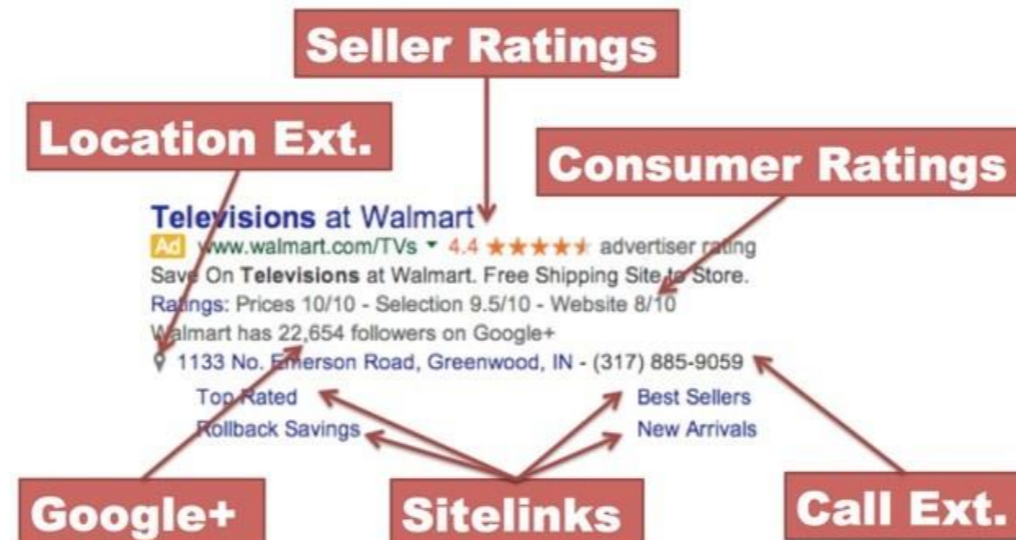 Seller Ratings
Location Ext.
Consumer Ratings
Televisions at Walmart
Ad www.walmart.com/TVs 4.4 ★★★★★ advertiser rating
Save On Televisions at Walmart. Free Shipping Site to Store.
Ratings: Prices 10/10 - Selection 9.5/10 - Website 8/10
Walmart has 22,654 followers on Google+
1133 No. Emerson Road, Greenwood, IN - (317) 885-9059
Top Rated Best Sellers
Rollback Savings New Arrivals
Google+ Sitelinks Call Ext.